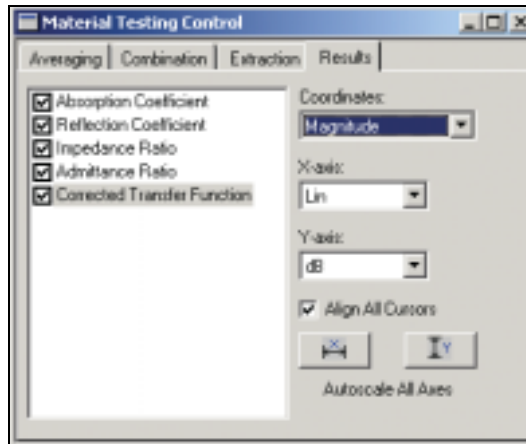 Material Testing Control
Averaging Combination Extraction Results
Absorption Coefficient
Reflection Coefficient
Impedance Ratio
Admittance Ratio
Corrected Transfer Function
Coordinates:
Magnitude
X-axis:
Lin
Y-axis:
dB
Align All Cursors
X
Y
Autoscale All Axes